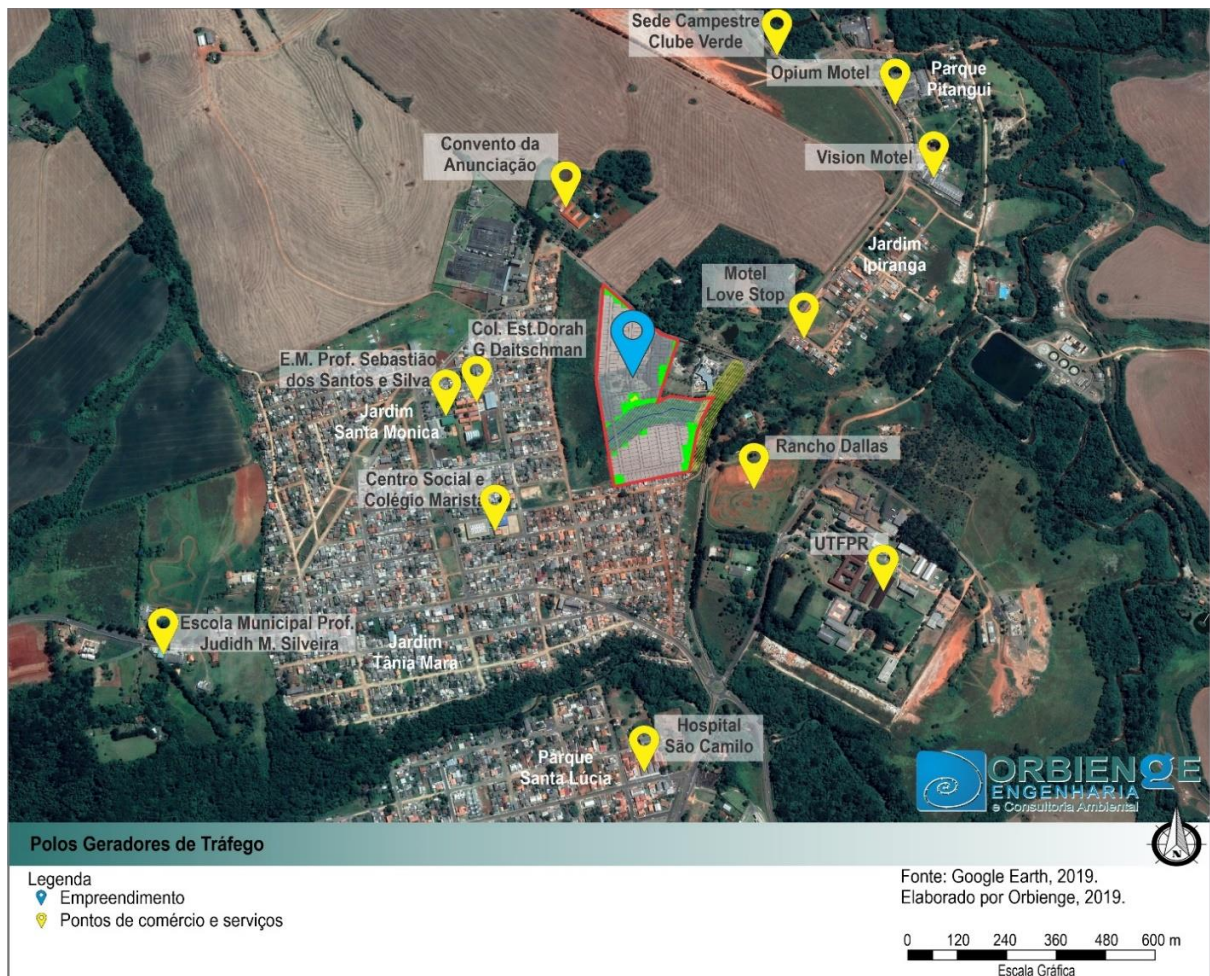 Sede Campestre
Clube Verde
Opium Motel
Parque
Pitangui
Convento da
Anunciação
Vision Motel
Jardim
Ipiranga
Motel
Love Stop
Col. Est.Dorah
G Daitschman
E.M. Prof. Sebastião
dos Santos e Silva
Jardim
Santa Monica
Rancho Dallas
Centro Social e
Colégio Marista
UTFPR
Escola Municipal Prof.
Judidh M. Silveira
Jardim
Tânia Mara
Hospital
São Camilo
Parque
Santa Lúcia
ORBIENGE
ENGENHARIA
e Consultoria Ambiental
Polos Geradores de Tráfego
N
Legenda
Empreendimento
Pontos de comércio e serviços
Fonte: Google Earth, 2019.
Elaborado por Orbienge, 2019.
0 120 240 360 480 600 m
Escala Gráfica